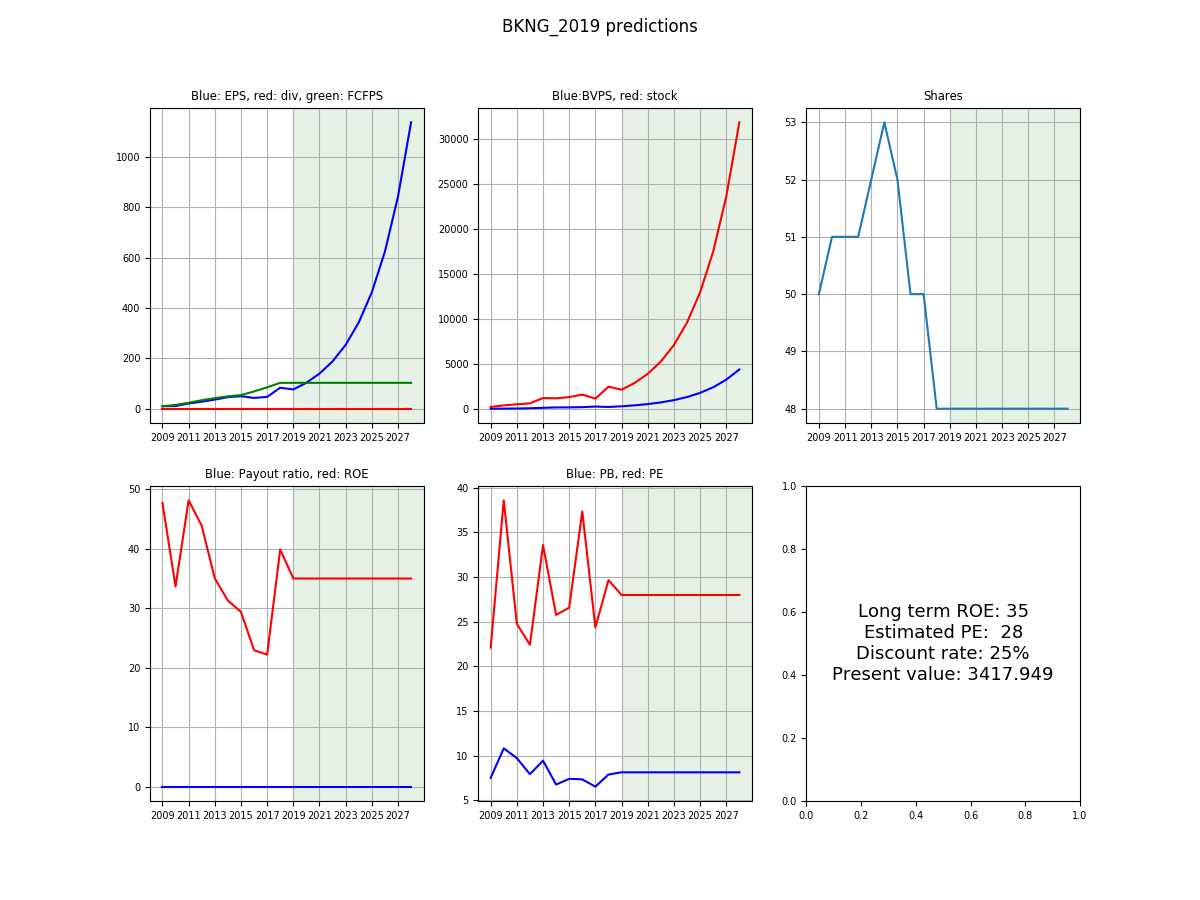 BKNG_2019 predictions
Blue: EPS, red: div, green: FCFPS
1000
800
600
400
200
0
2009 2011 2013 2015 2017 2019 2021 2023 2025 2027
Blue:BVPS, red: stock
30000
25000
20000
15000
10000
5000
0
2009 2011 2013 2015 2017 2019 2021 2023 2025 2027
Shares
53
52
51
50
49
48
2009 2011 2013 2015 2017 2019 2021 2023 2025 2027
Blue: Payout ratio, red: ROE
50
40
30
20
10
0
2009 2011 2013 2015 2017 2019 2021 2023 2025 2027
Blue: PB, red: PE
40
35
30
25
20
15
10
5
2009 2011 2013 2015 2017 2019 2021 2023 2025 2027
1.0
0.8
0.6
0.4
0.2
0.0
Long term ROE: 35
Estimated PE:  28
Discount rate: 25%
Present value: 3417.949
0.0 0.2 0.4 0.6 0.8 1.0